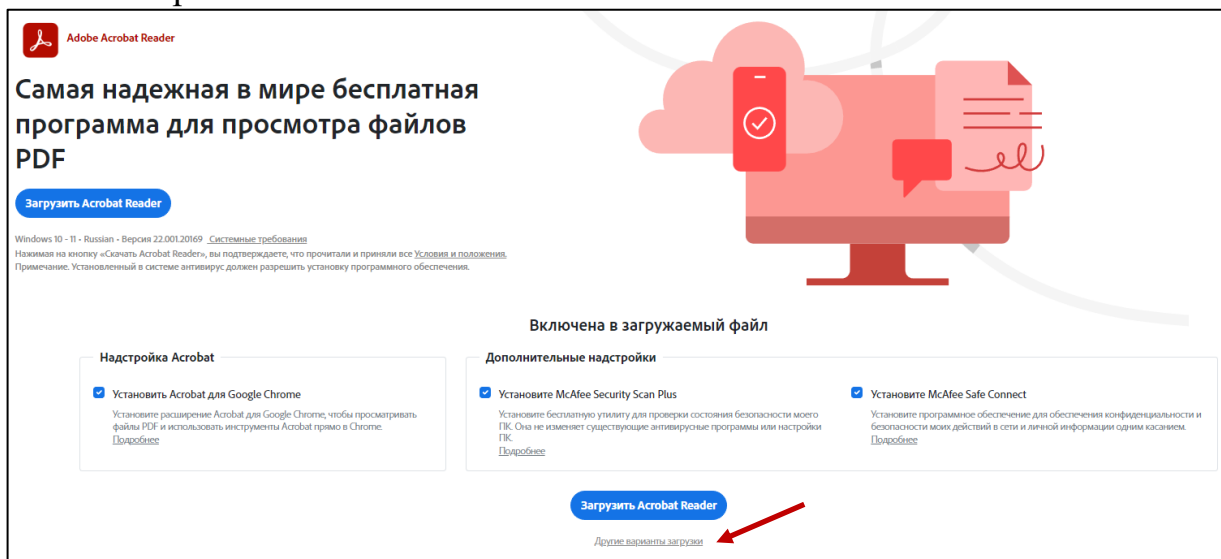 Adobe Acrobat Reader
Самая надежная в мире бесплатная
программа для просмотра файлов
PDF
Загрузить Acrobat Reader
Windows 10 - 11 - Russian - Версия 22.001.20169 Системные требования
Нажимая на кнопку «Скачать Acrobat Reader», вы подтверждаете, что прочитали и приняли все Условия и положения.
Примечание. Установленный в системе антивирус должен разрешить установку программного обеспечения.
Включена в загружаемый файл
Надстройка Acrobat
Установить Acrobat для Google Chrome
Установите расширение Acrobat для Google Chrome, чтобы просматривать
файлы PDF и использовать инструменты Acrobat прямо в Chrome.
Подробнее
Дополнительные надстройки
Установите McAfee Security Scan Plus
Установите бесплатную утилиту для проверки состояния безопасности моего
ПК. Она не изменяет существующие антивирусные программы или настройки
ПК.
Подробнее
Установите McAfee Safe Connect
Установите программное обеспечение для обеспечения конфиденциальности и
безопасности моих действий в сети и личной информации одним касанием.
Подробнее
Загрузить Acrobat Reader
Другие варианты загрузки